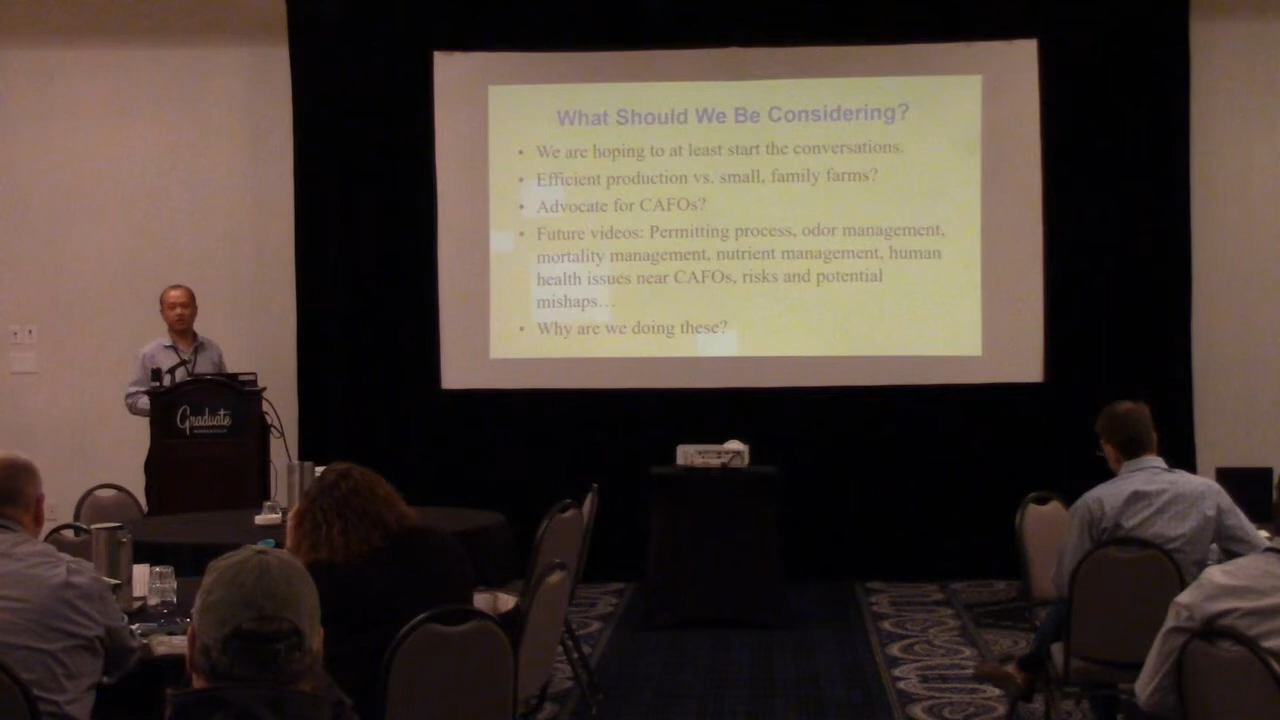 What Should We Be Considering?
• We are hoping to at least start the conversations.
• Efficient production vs. small, family farms?
• Advocate for CAFOs?
• Future videos: Permitting process, odor management,
mortality management, nutrient management, human
health issues near CAFOs, risks and potential
mishaps…
• Why are we doing these?
Graduate